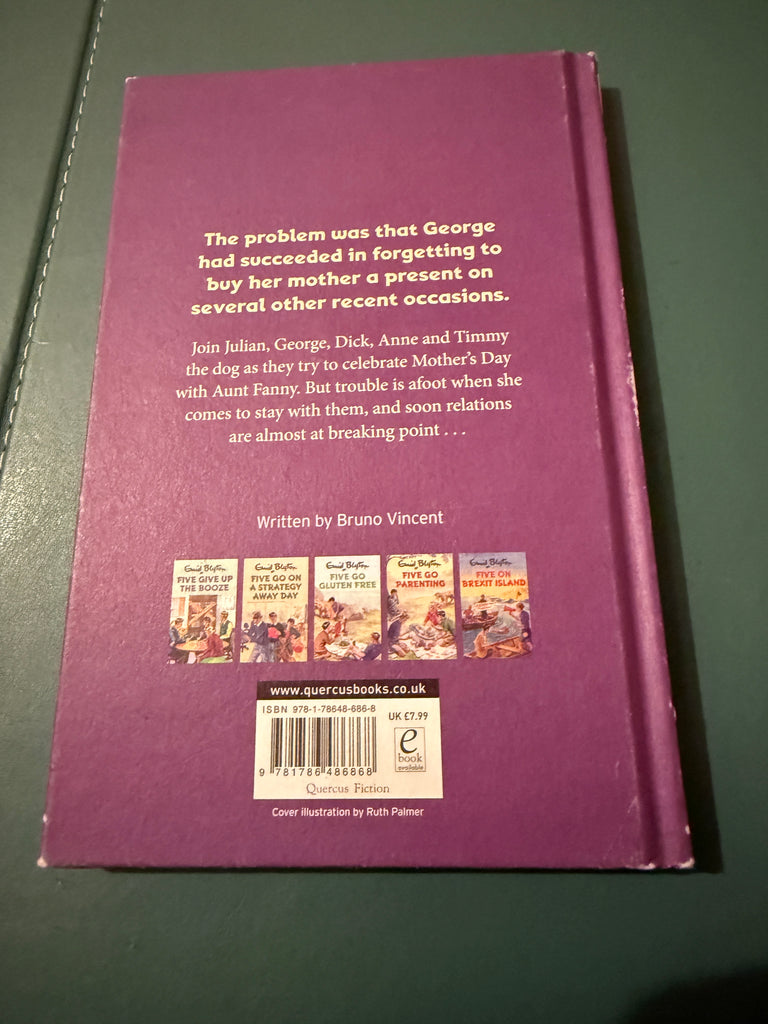 The problem was that George
had succeeded in forgetting to
buy her mother a present on
several other recent occasions.
Join Julian, George, Dick, Anne and Timmy
the dog as they try to celebrate Mother's Day
with Aunt Fanny. But trouble is afoot when she
comes to stay with them, and soon relations
are almost at breaking point . . .
Written by Bruno Vincent
Enid Blyton
FIVE GIVE UP
THE BOOZE
Enid Blyton
FIVE GO ON
A STRATEGY
AWAY DAY
Enid Blyton
FIVE GO
GLUTEN FREE
Enid Blyton
FIVE GO
PARENTING
Enid Blyton
FIVE ON
BREXIT ISLAND
www.quercusbooks.co.uk
ISBN 978-1-78648-686-8
UK £7.99
e
book
available
9 781786 486868
Quercus Fiction
Cover illustration by Ruth Palmer